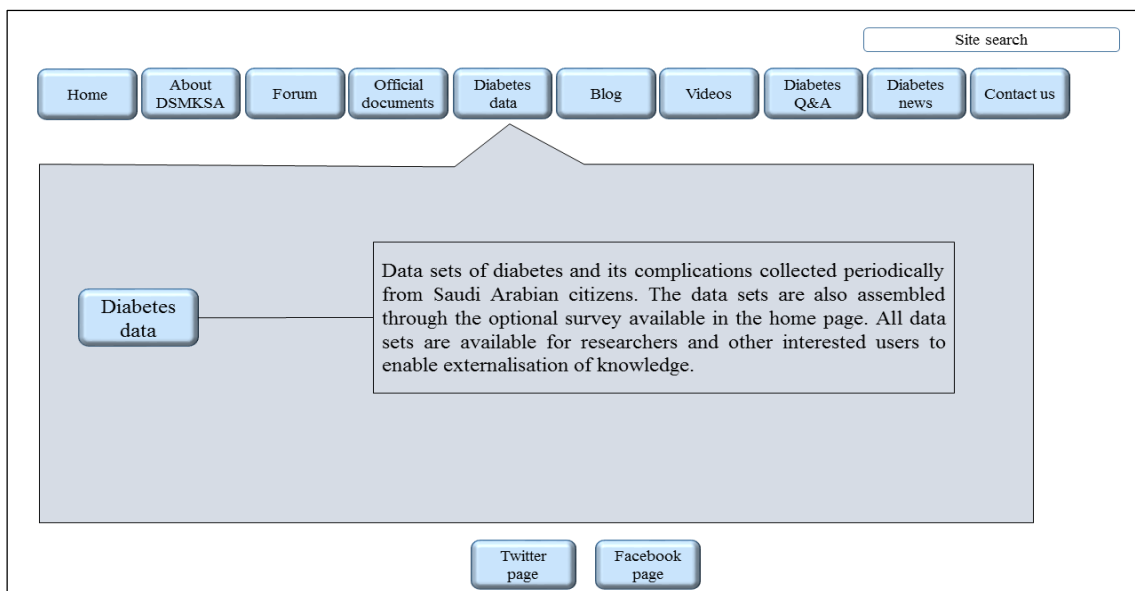 Site search
Home
About
DSMKSA
Forum
Official
documents
Diabetes
data
Blog
Videos
Diabetes
Q&A
Diabetes
news
Contact us
Diabetes
data
Data sets of diabetes and its complications collected periodically
from Saudi Arabian citizens. The data sets are also assembled
through the optional survey available in the home page. All data
sets are available for researchers and other interested users to
enable externalisation of knowledge.
Twitter
page
Facebook
page